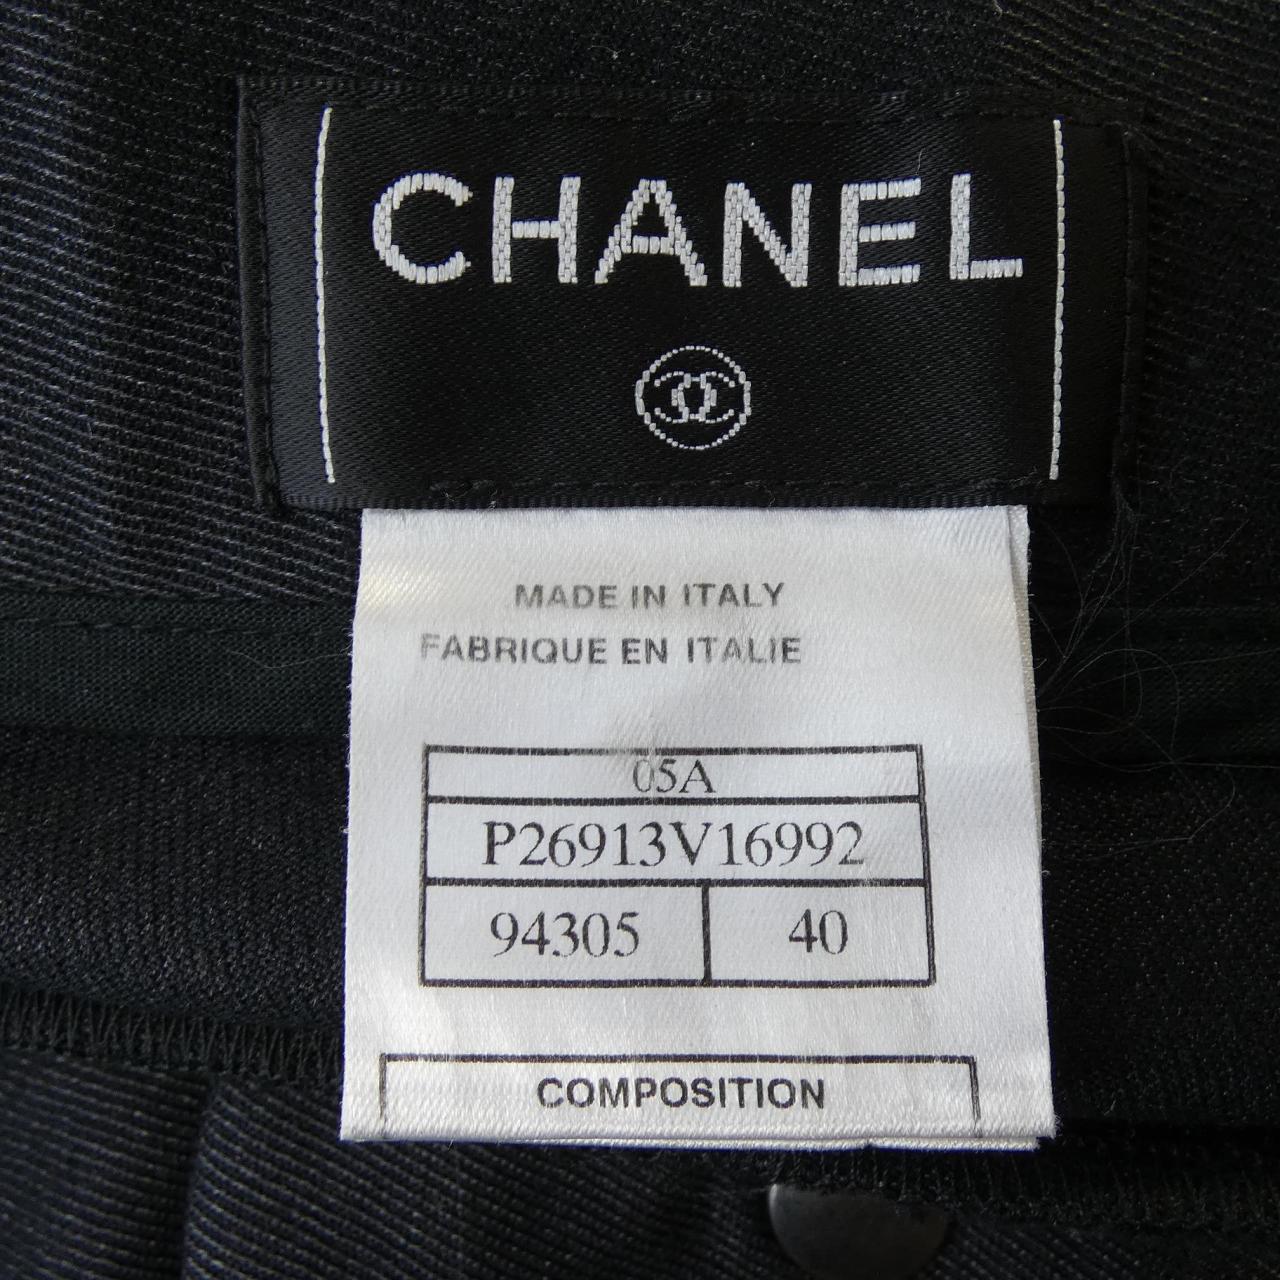 CHANEL
MADE IN ITALY
FABRIQUE EN ITALIE
05A
P26913V16992
94305 40
COMPOSITION